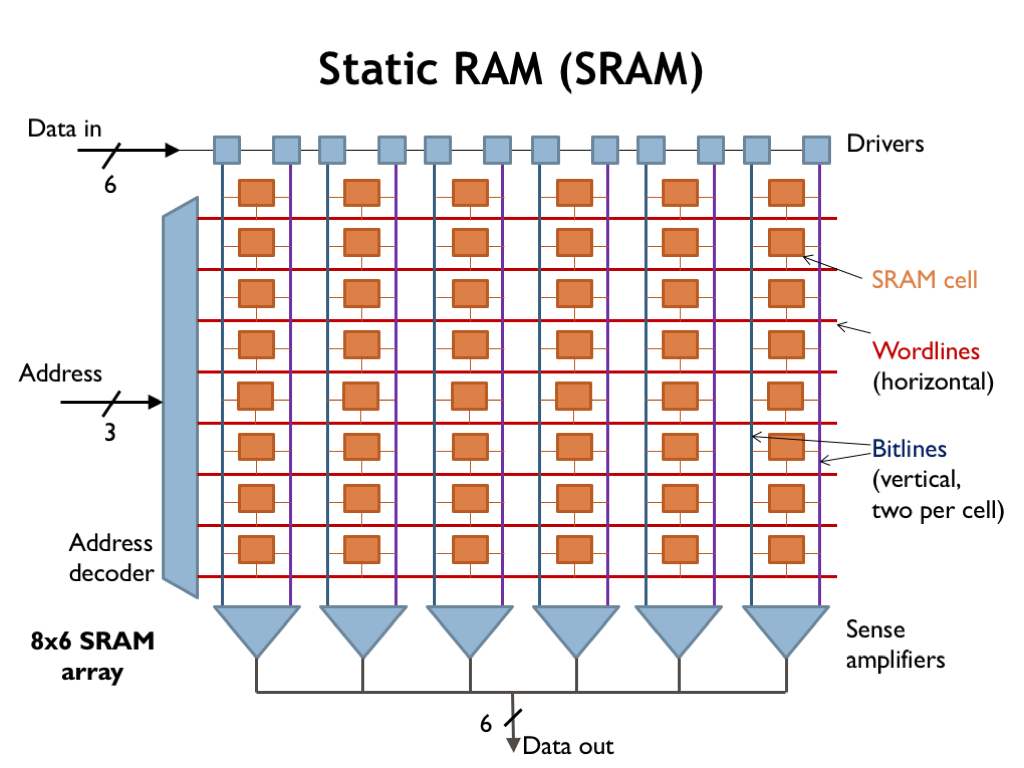 Static RAM (SRAM)
Data in
6
Drivers
SRAM cell
Wordlines
(horizontal)
Address
3
Bitlines
(vertical,
two per cell)
Address
decoder
8x6 SRAM
array
Sense
amplifiers
6
Data out